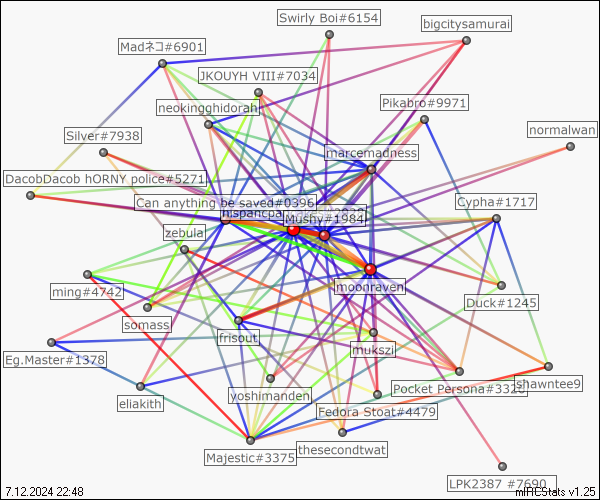 Swirly Boi#6154
bigcitysamurai
Madネコ#6901
JKOUYH VIII#7034
neokingghidorah
Pikabro#9971
Silver#7938
normalwan
marcemadness
DacobDacob hORNY police#5271
Can anything be saved#0396
Cypha#1717
Mushy#1984
zebula
moonraven
ming#4742
Duck#1245
somass
frisout
mukszi
Eg.Master#1378
shawntee9
Pocket Persona#3328
eliakith
yoshimanden
Fedora Stoat#4479
thesecondtwat
Majestic#3375
LPK2387 #7690
7.12.2024 22:48
mIRCStats v1.25